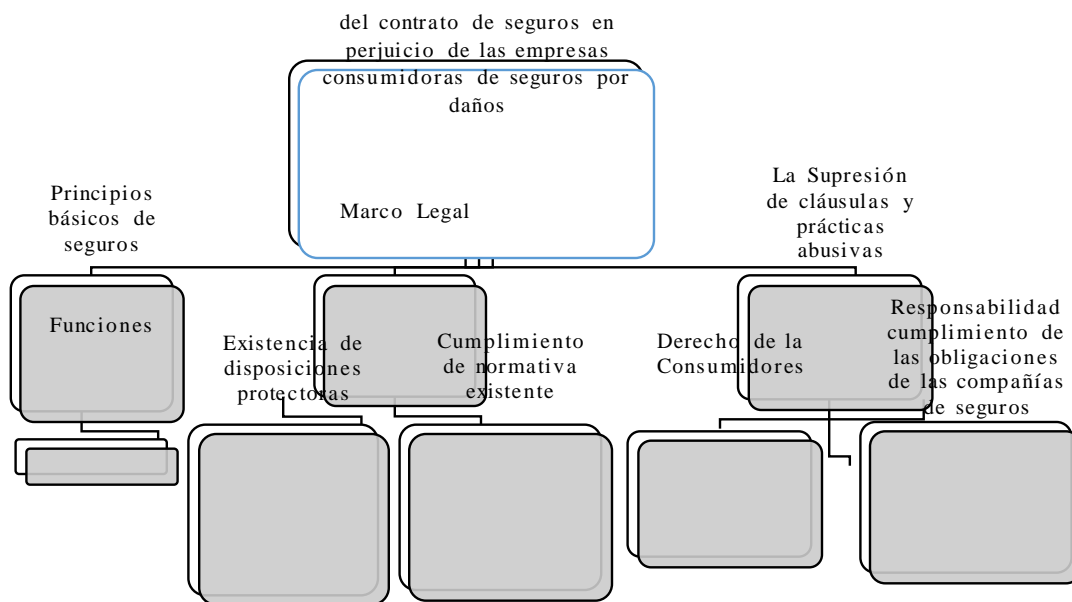 del contrato de seguros en
perjuicio de las empresas
consumidoras de seguros por
daños
Principios
básicos de
seguros
Marco Legal
La Supresión
de cláusulas y
prácticas
abusivas
Funciones
Existencia de
disposiciones
protectoras
Cumplimiento
de normativa
existente
Derecho de la
Consumidores
Responsabilidad
cumplimiento de
las obligaciones
de las compañías
de seguros